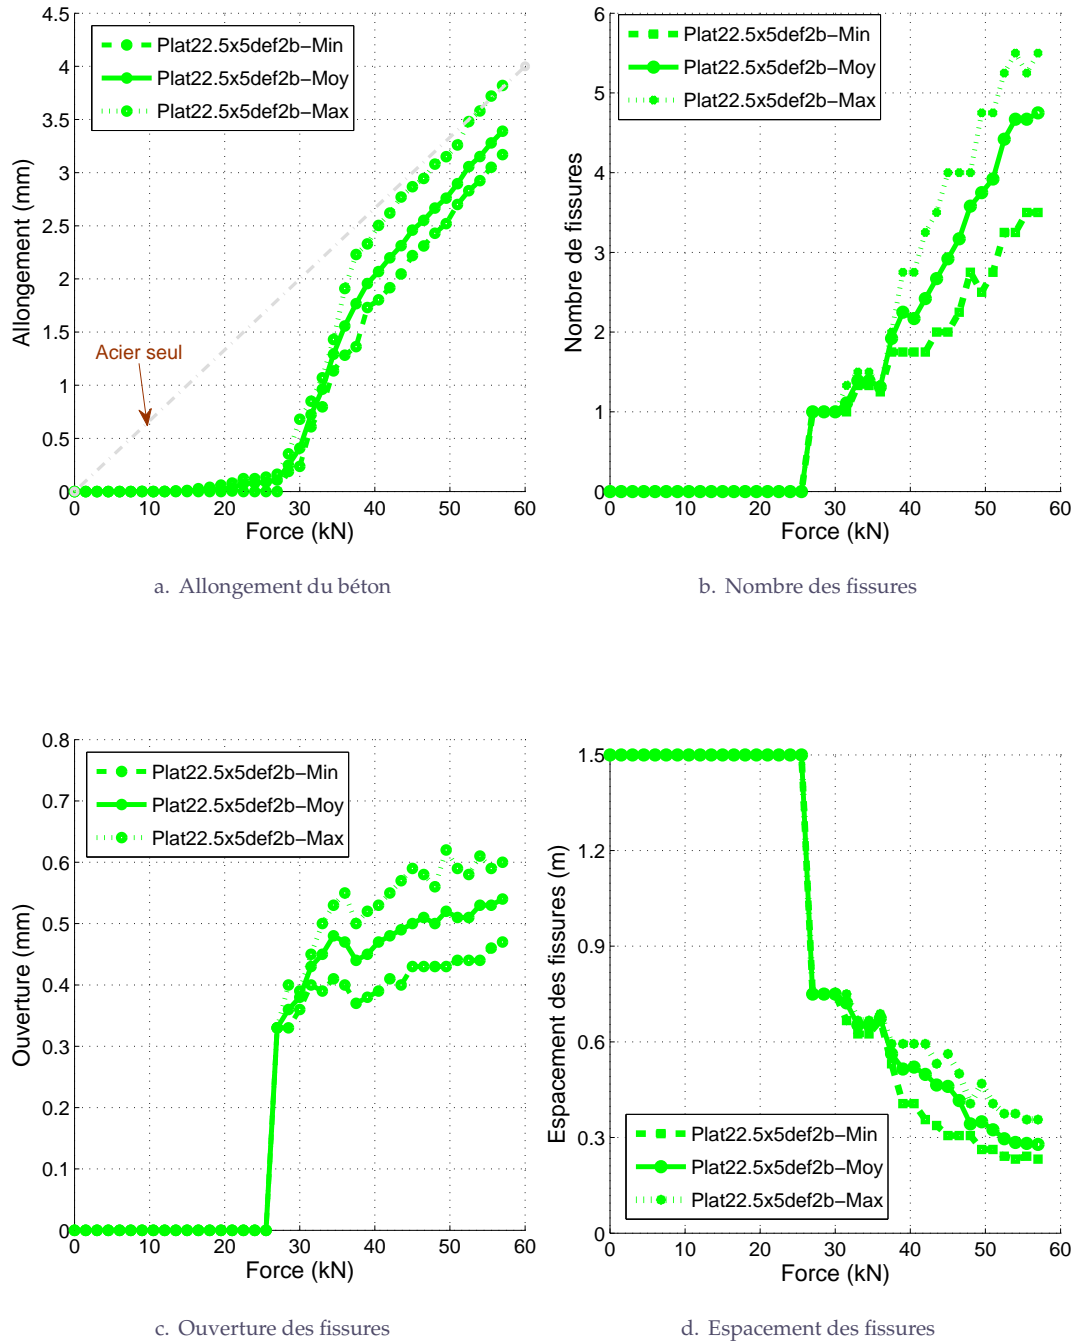 4.5
4
3.5
3
2.5
2
1.5
1
0.5
0
Allongement (mm)
Plat22.5x5def2b−Min
Plat22.5x5def2b−Moy
Plat22.5x5def2b−Max
Acier seul
0 10 20 30 40 50 60
Force (kN)
a. Allongement du béton
6
5
4
3
2
1
0
Nombre de fissures
Plat22.5x5def2b−Min
Plat22.5x5def2b−Moy
Plat22.5x5def2b−Max
0 10 20 30 40 50 60
Force (kN)
b. Nombre des fissures
0.8
0.7
0.6
0.5
0.4
0.3
0.2
0.1
0
Ouverture (mm)
Plat22.5x5def2b−Min
Plat22.5x5def2b−Moy
Plat22.5x5def2b−Max
0 10 20 30 40 50 60
Force (kN)
c. Ouverture des fissures
1.5
1.2
0.9
0.6
0.3
0
Espacement des fissures (m)
Plat22.5x5def2b−Min
Plat22.5x5def2b−Moy
Plat22.5x5def2b−Max
0 10 20 30 40 50 60
Force (kN)
d. Espacement des fissures